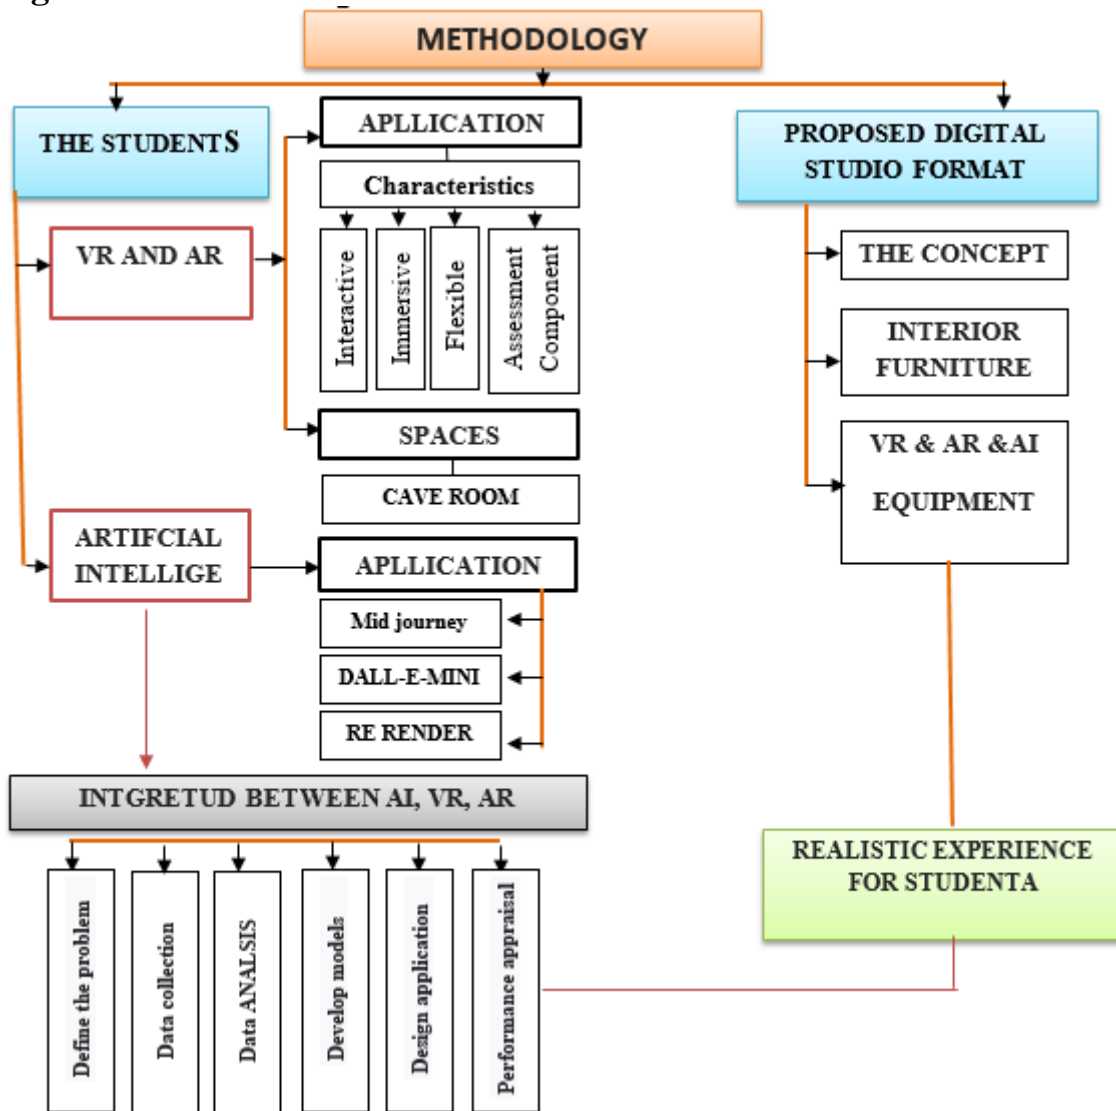 METHODOLOGY
THE STUDENTS
VR AND AR
APLLICATION
Characteristics
Interactive
Immersive
Flexible
Assessment
Component
SPACES
CAVE ROOM
ARTIFCIAL
INTELLIGE
APLLICATION
Mid journey
DALL-E-MINI
RE RENDER
INTGRETUD BETWEEN AI, VR, AR
Define the problem
Data collection
Data ANALSIS
Develop models
Design application
Performance appraisal
PROPOSED DIGITAL
STUDIO FORMAT
THE CONCEPT
INTERIOR
FURNITURE
VR & AR &AI
EQUIPMENT
REALISTIC EXPERIENCE
FOR STUDENTA